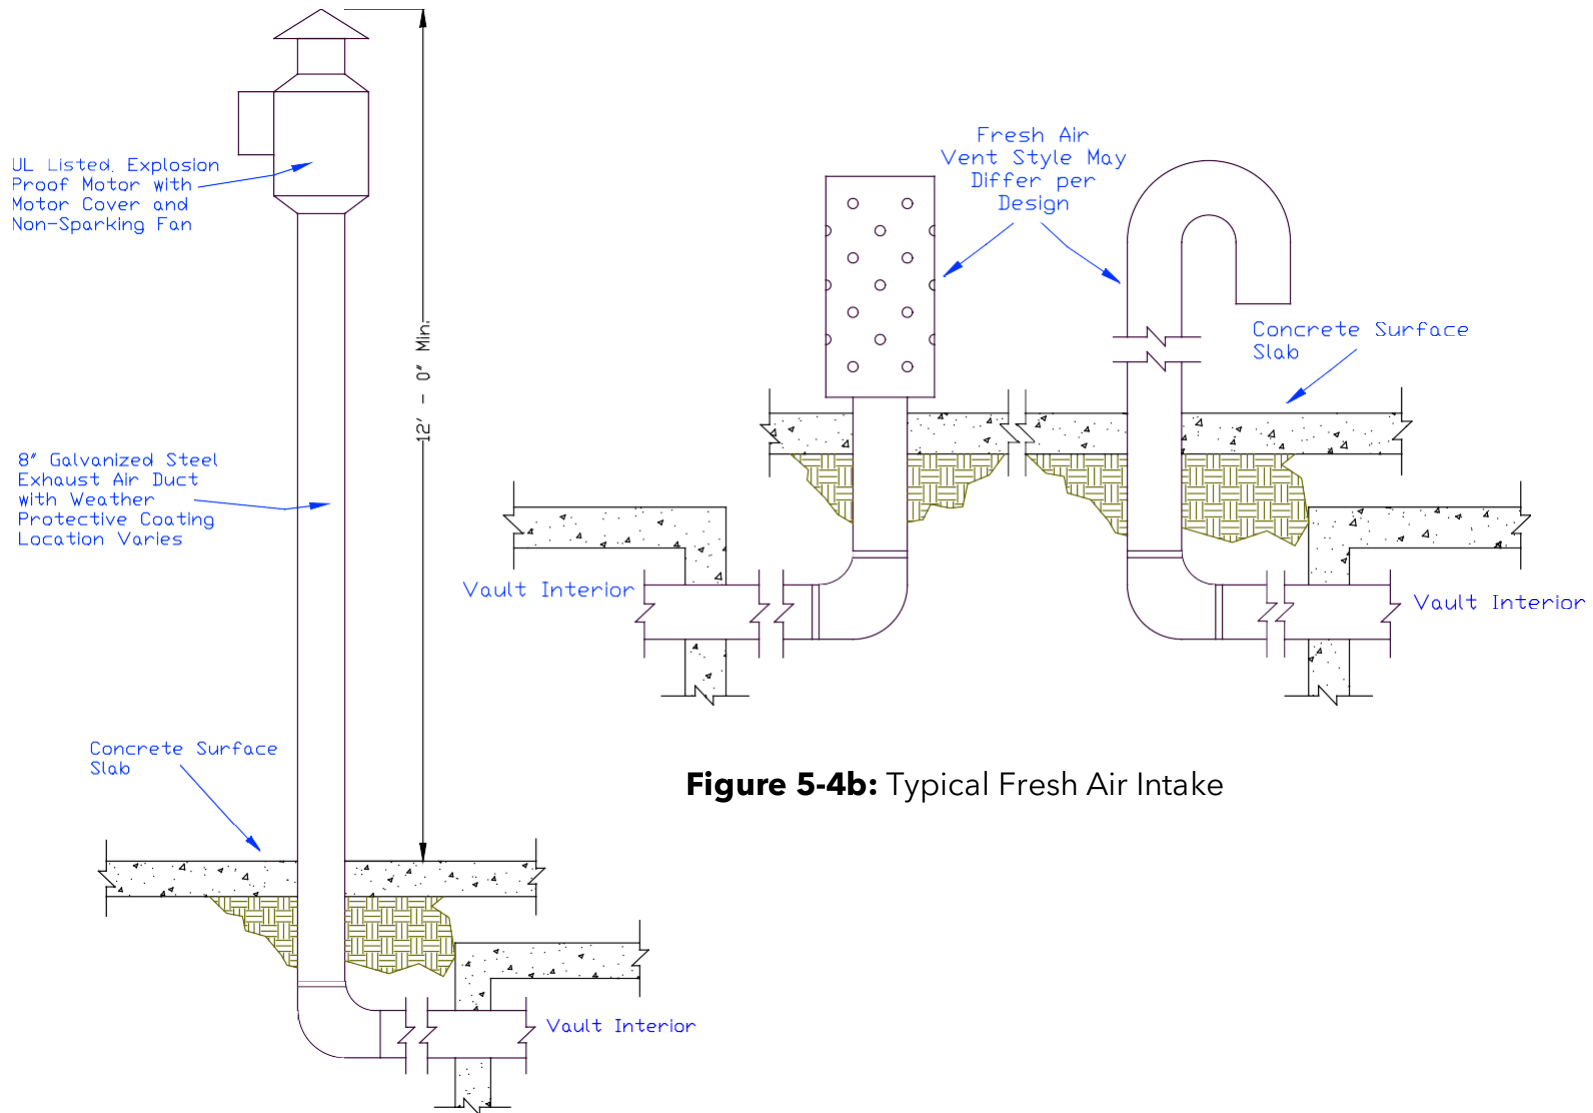 UL Listed, Explosion
Proof Motor with
Motor Cover and
Non-Sparking Fan
12' - 0" Min.
8" Galvanized Steel
Exhaust Air Duct
with Weather
Protective Coating
Location Varies
Concrete Surface
Slab
Vault Interior
Fresh Air
Vent Style May
Differ per
Design
Concrete Surface
Slab
Vault Interior
Vault Interior
Figure 5-4b: Typical Fresh Air Intake